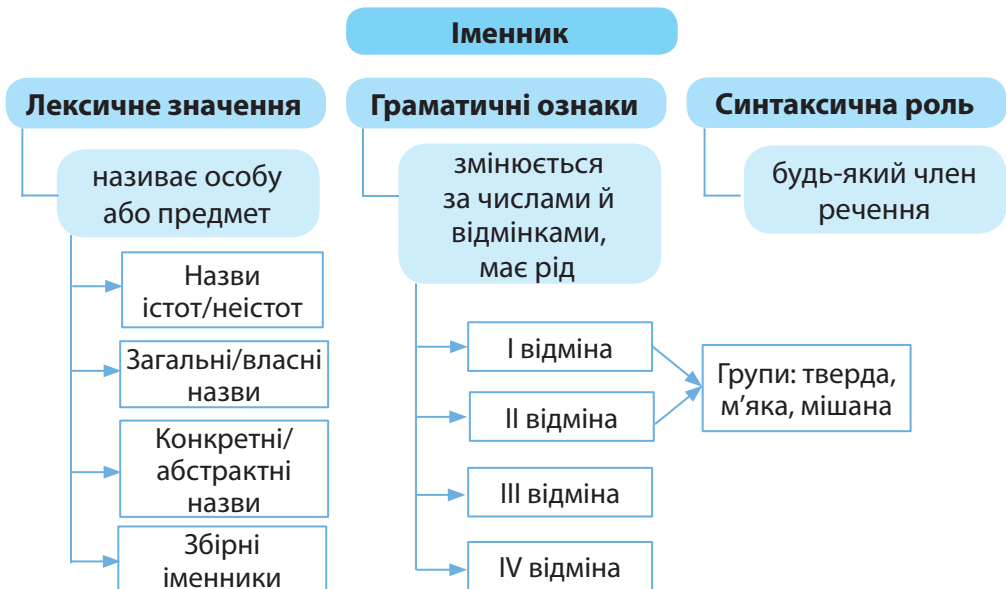 Іменник
Лексичне значення
називає особу
або предмет
Назви
істот/неістот
Загальні/власні
назви
Конкретні/
абстрактні
назви
Збірні
іменники
Граматичні ознаки
змінюється
за числами й
відмінками,
має рід
І відміна
ІІ відміна
ІІІ відміна
IV відміна
Групи: тверда,
м’яка, мішана
Синтаксична роль
будь-який член
речення